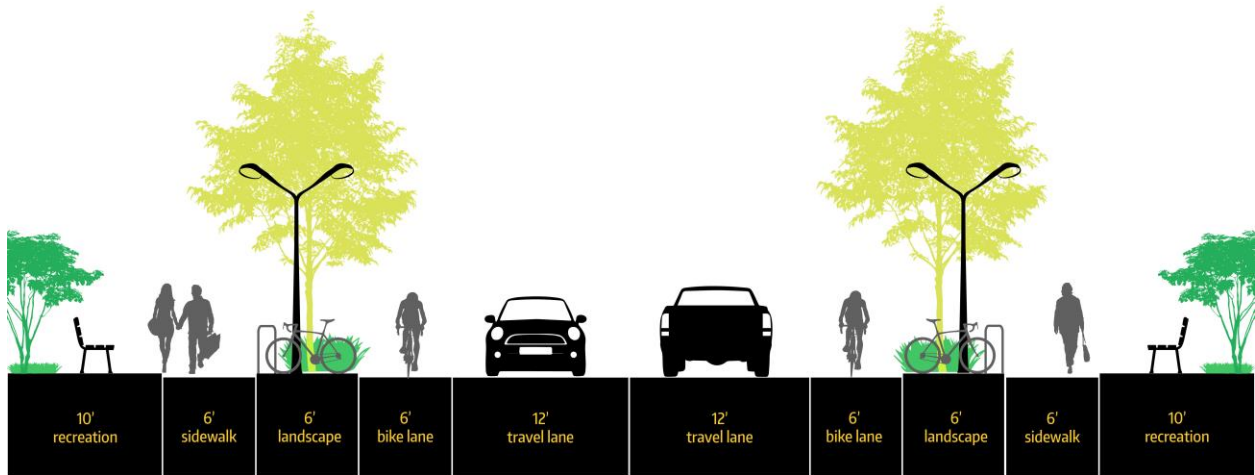 10'
recreation
6'
sidewalk
6'
landscape
6'
bike lane
12'
travel lane
12'
travel lane
6'
bike lane
6'
landscape
6'
sidewalk
10'
recreation